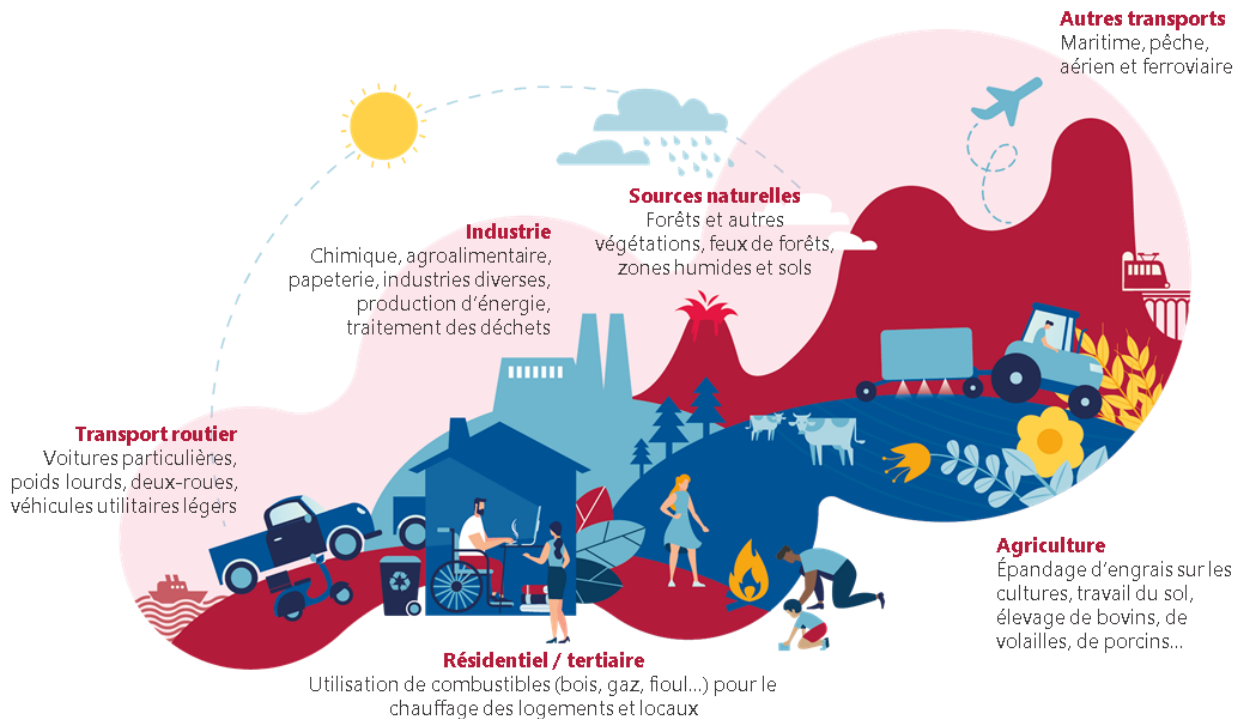 Autres transports
Maritime, pêche,
aérien et ferroviaire
Sources naturelles
Forêts et autres
végétations, feux de forêts,
zones humides et sols
Industrie
Chimique, agroalimentaire,
papeterie, industries diverses,
production d'énergie,
traitement des déchets
Transport routier
Voitures particulières,
poids lourds, deux-roues,
véhicules utilitaires légers
Agriculture
Épandage d'engrais sur les
cultures, travail du sol,
élevage de bovins, de
volailles, de porcins...
Résidentiel / tertiaire
Utilisation de combustibles (bois, gaz, fioul...) pour le
chauffage des logements et locaux